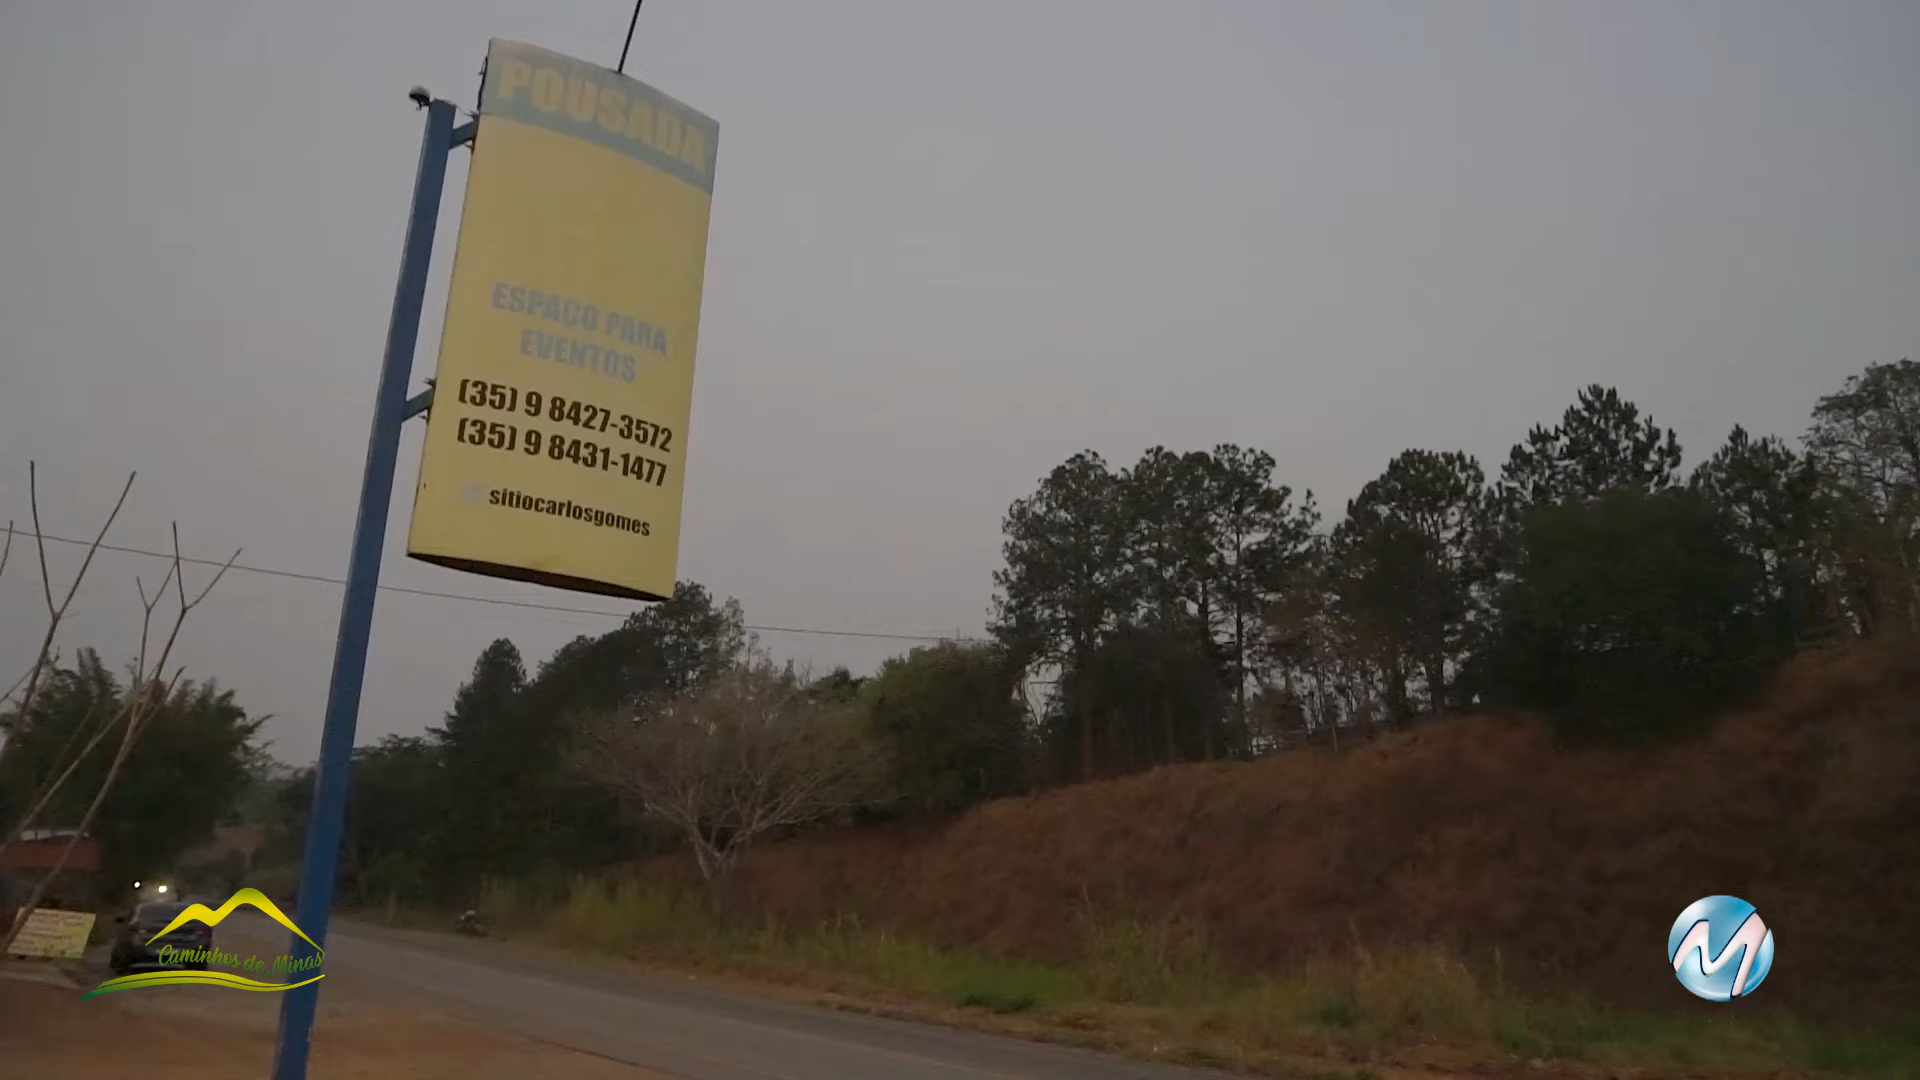 POUSADA
ESPAÇO PARA
EVENTOS
(35) 9 8427-3572
(35) 9 8431-1477
sitiocarlosgomes
Caminhos de Minas
M